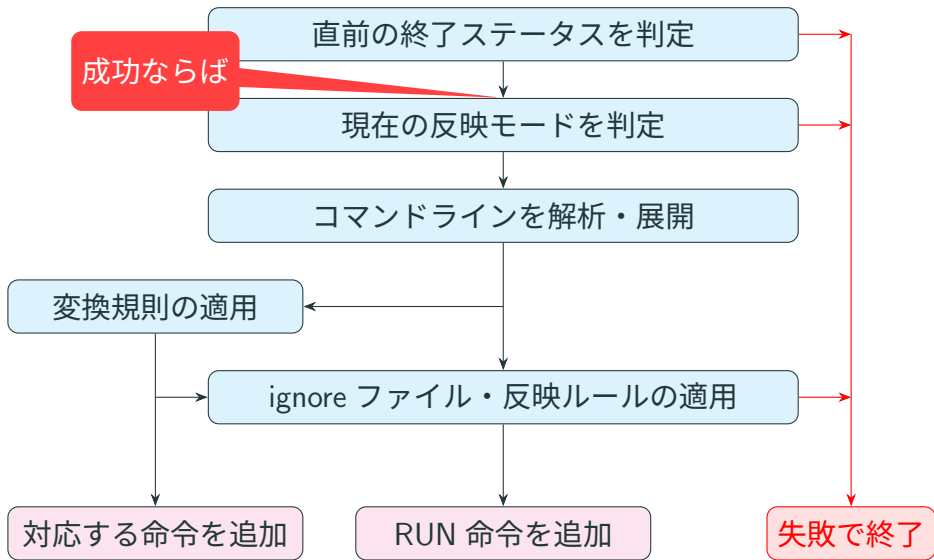 直前の終了ステータスを判定
成功ならば
現在の反映モードを判定
コマンドラインを解析・展開
変換規則の適用
ignore ファイル・反映ルールの適用
対応する命令を追加
RUN 命令を追加
失敗で終了